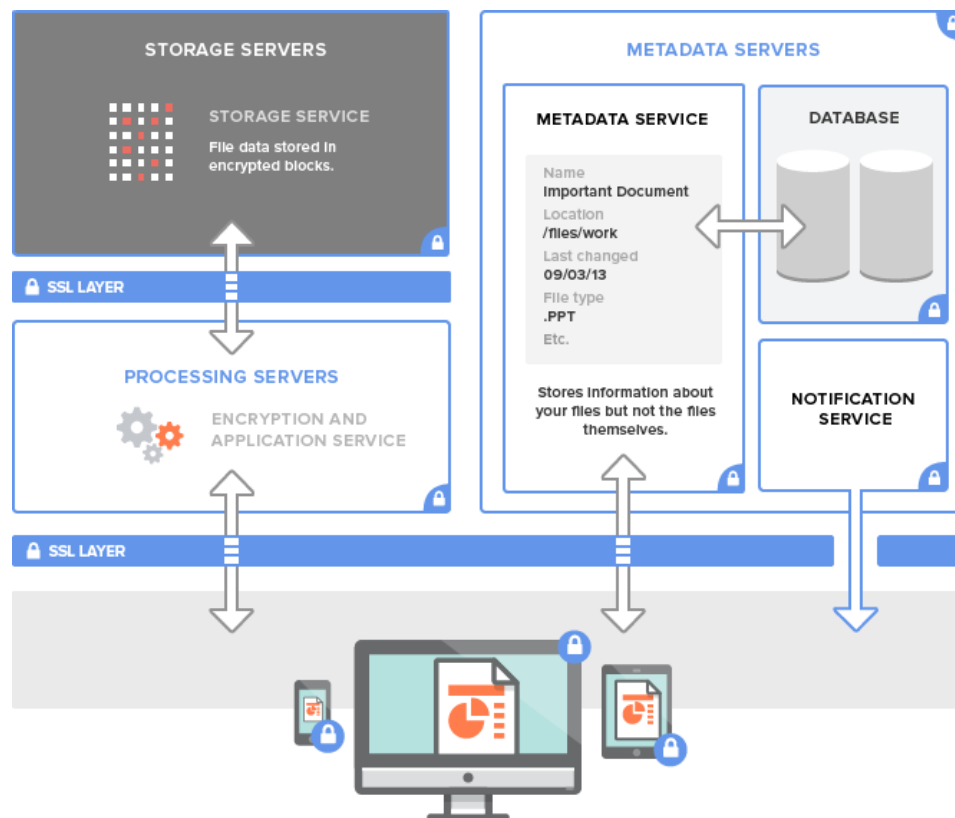 STORAGE SERVERS
STORAGE SERVICE
File data stored in
encrypted blocks.
SSL LAYER
PROCESSING SERVERS
ENCRYPTION AND
APPLICATION SERVICE
METADATA SERVERS
METADATA SERVICE
Name
Important Document
Location
/files/work
Last changed
09/03/13
File type
.PPT
Etc.
Stores information about
your files but not the files
themselves.
DATABASE
NOTIFICATION
SERVICE
SSL LAYER